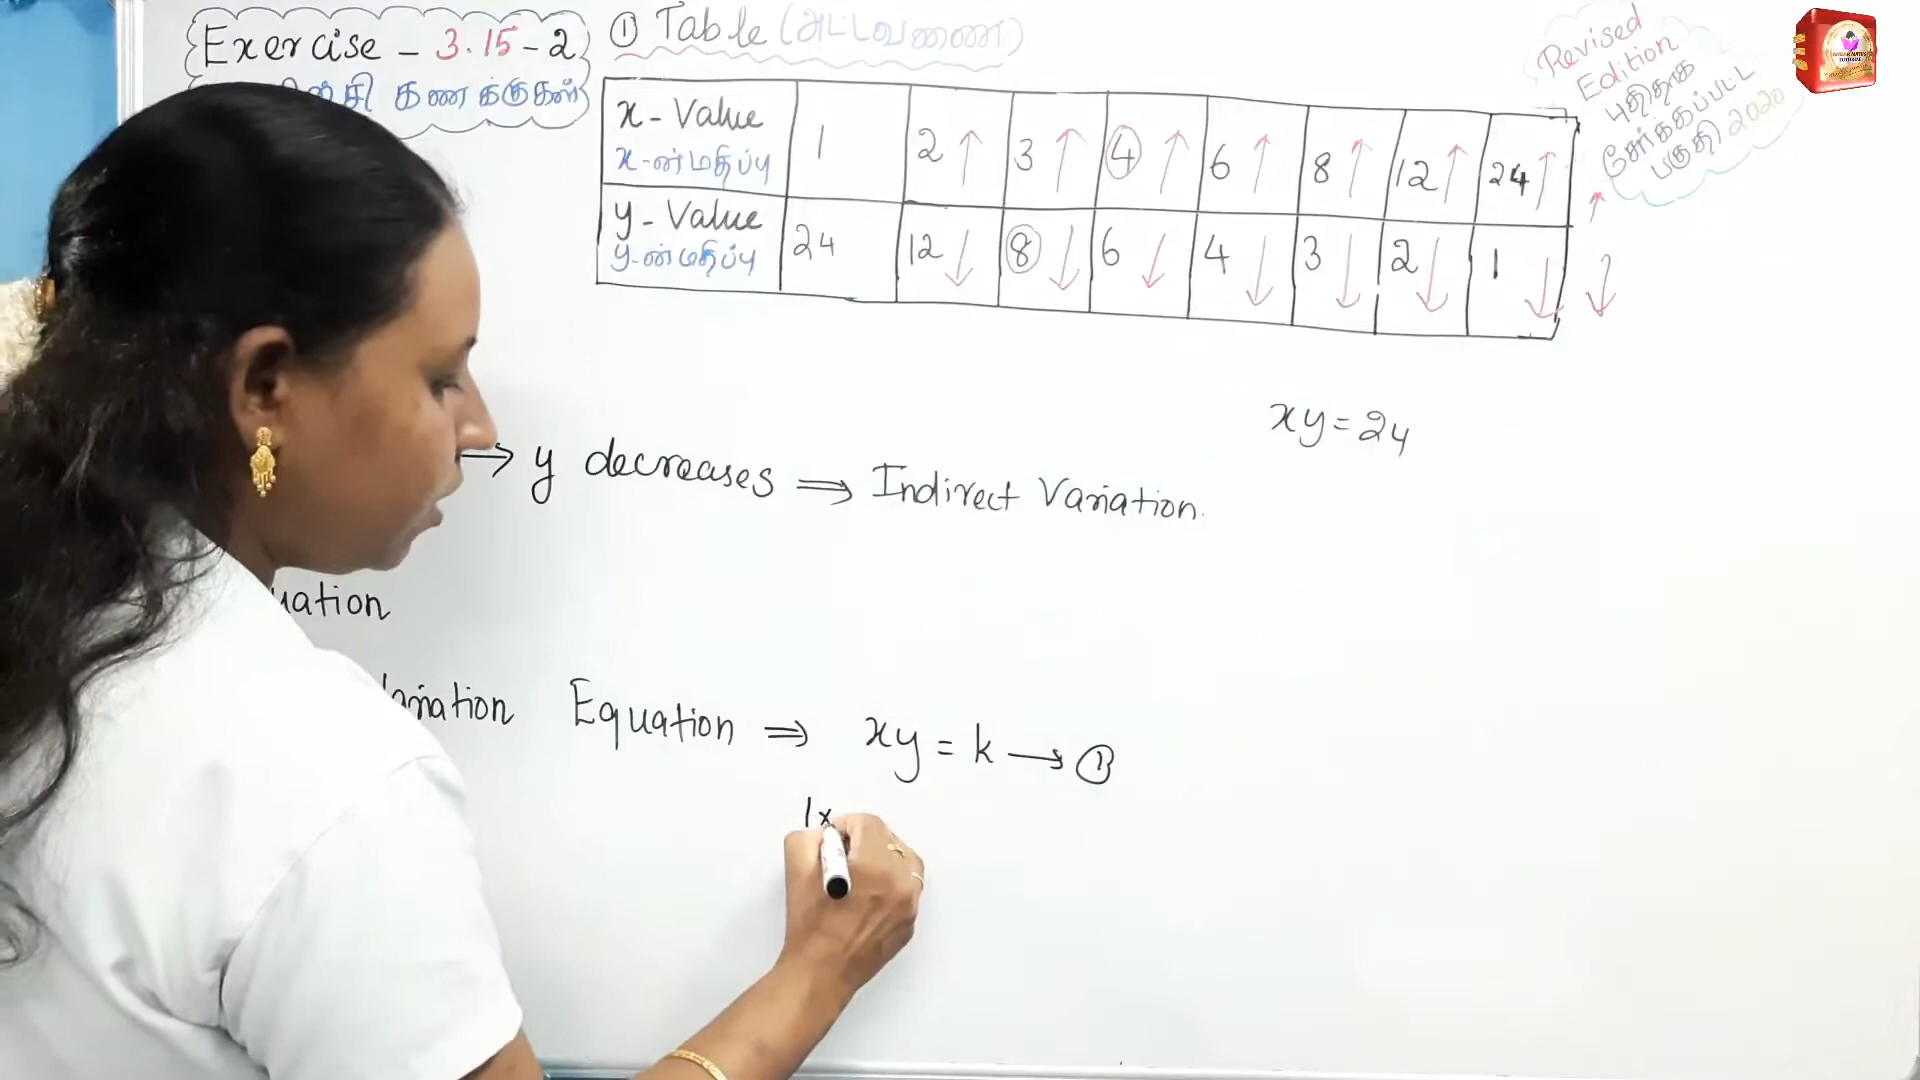 Exercise - 3.15-2
கணக்குகள்
① Table (அட்டவணை)
Revised
Edition
புதிதாக
சேர்க்கப்பட்ட
பகுதி 2020
x - Value 1 2 ↑ 3 ↑ 4 ↑ 6 ↑ 8 ↑ 12 ↑ 24 ↑
x-ன் மதிப்பு
y - Value 24 12 ↓ 8 ↓ 6 ↓ 4 ↓ 3 ↓ 2 ↓ 1 ↓
y-ன் மதிப்பு
xy = 24
⇒ y decreases ⇒ Indirect Variation.
uation
Variation Equation ⇒ xy = k → ①
1x